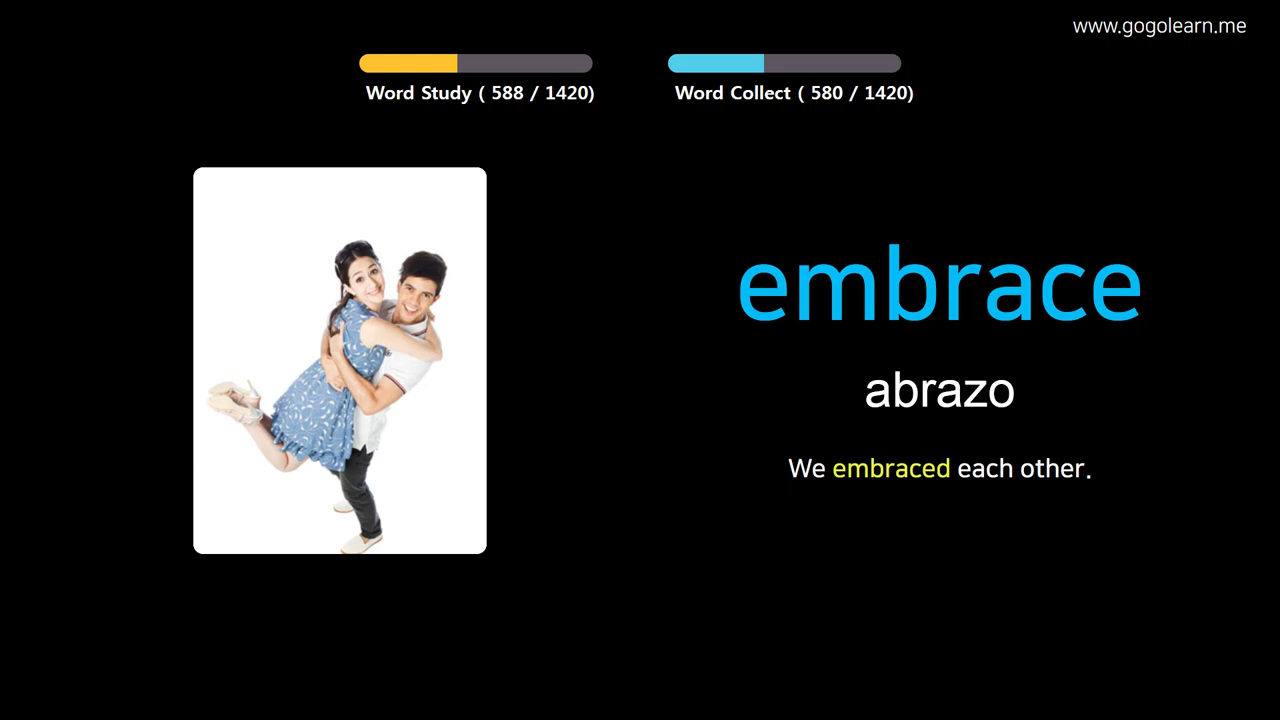 www.gogolearn.me
Word Study ( 588 / 1420)
Word Collect ( 580 / 1420)
embrace
abrazo
We embraced each other.